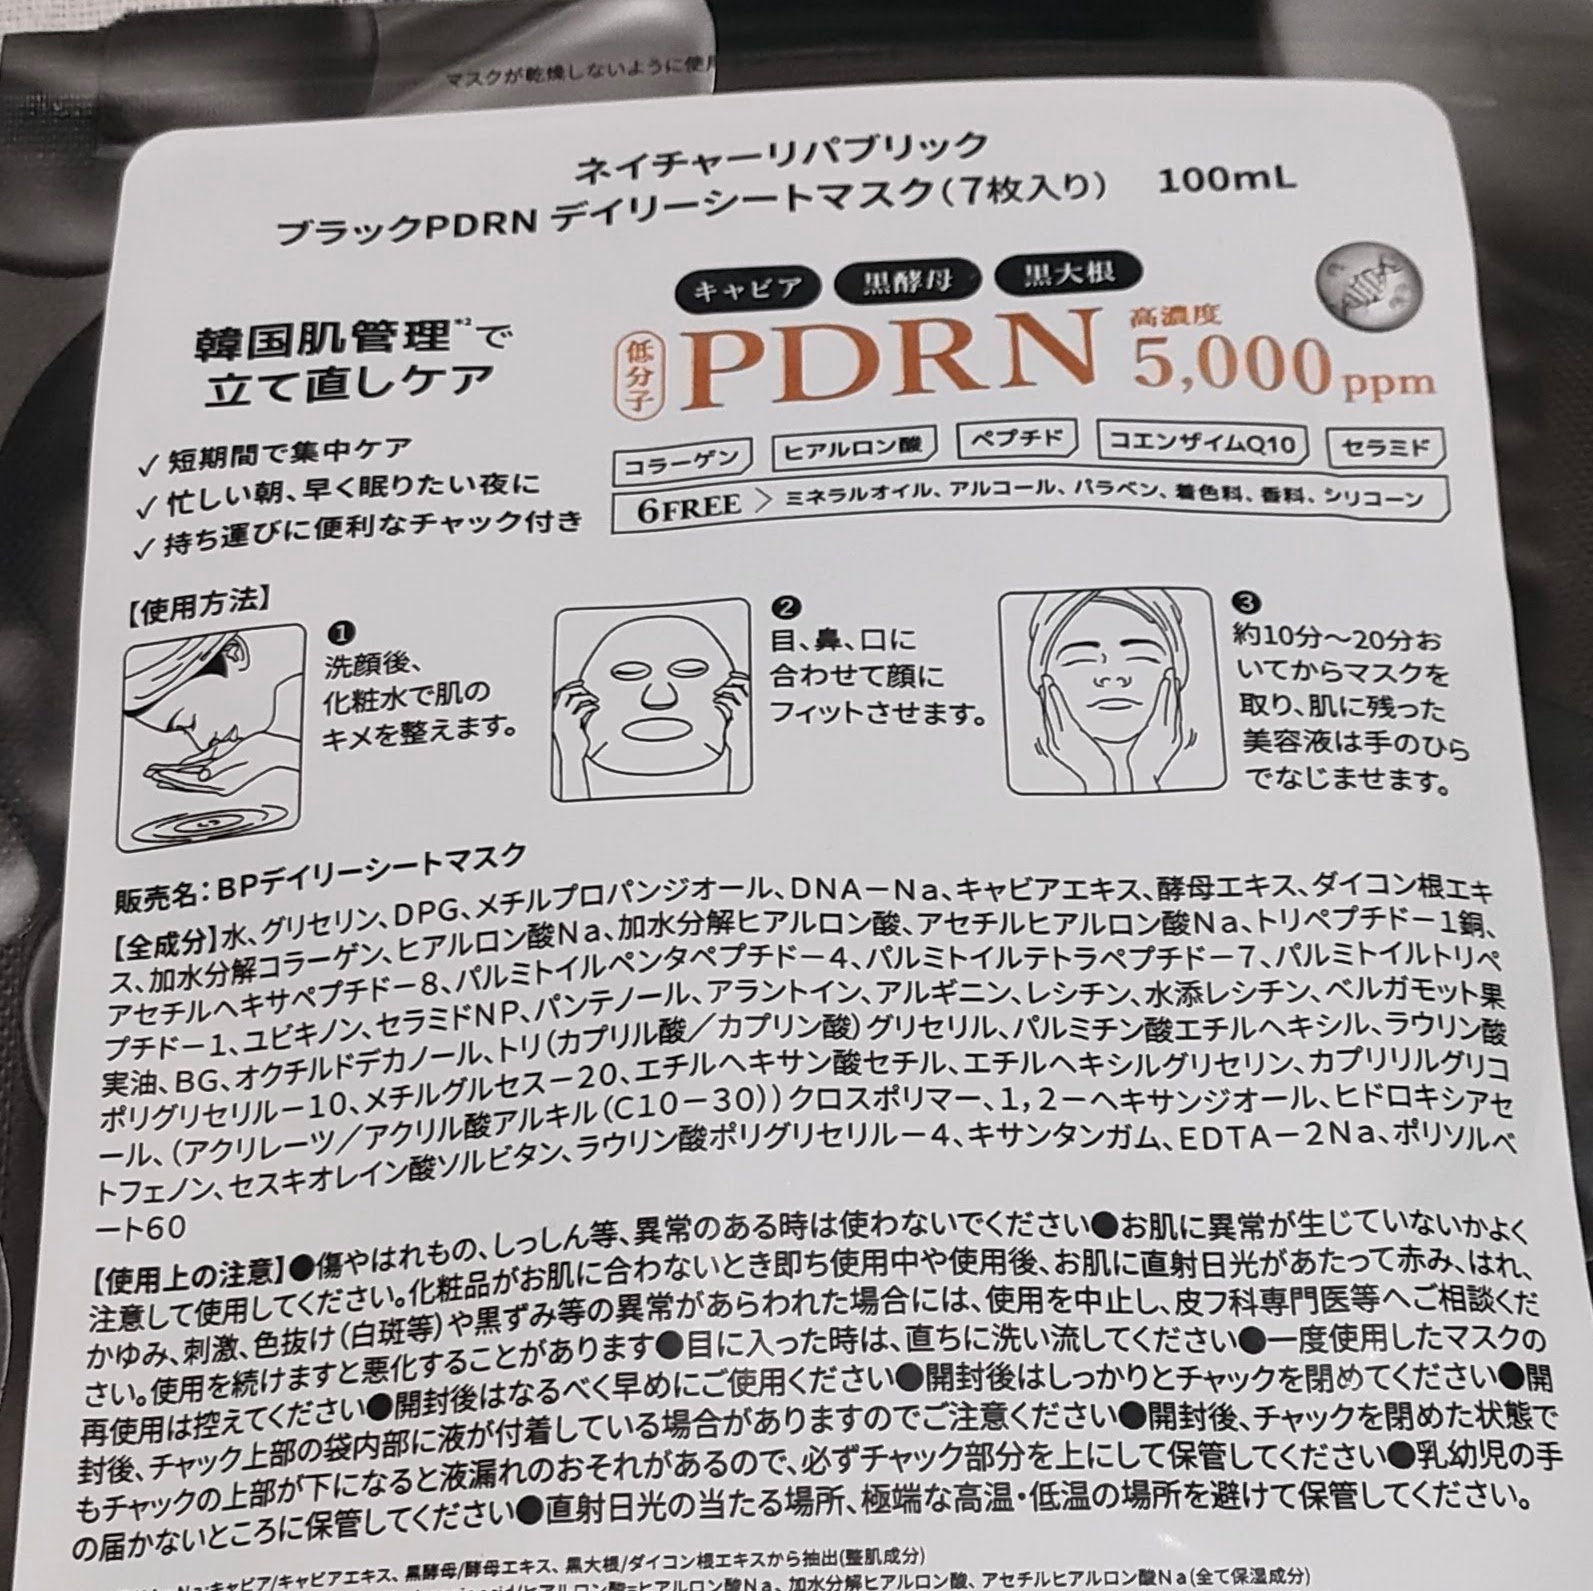 マスクが乾燥しないように使
ネイチャーリパブリック
ブラックPDRN デイリーシートマスク(7枚入り) 100mL
キャビア 黒酵母 黒大根
韓国肌管理*2で
立て直しケア
低分子 PDRN 高濃度 5,000ppm
✓短期間で集中ケア
✓忙しい朝、早く眠りたい夜に
✓持ち運びに便利なチャック付き
コラーゲン ヒアルロン酸 ペプチド コエンザイムQ10 セラミド
6FREE > ミネラルオイル、アルコール、パラベン、着色料、香料、シリコーン
【使用方法】
❶
洗顔後、
化粧水で肌の
キメを整えます。
❷
目、鼻、口に
合わせて顔に
フィットさせます。
❸
約10分～20分お
いてからマスクを
取り、肌に残った
美容液は手のひら
でなじませます。
販売名：BPデイリーシートマスク
【全成分】水、グリセリン、DPG、メチルプロパンジオール、DNA－Na、キャビアエキス、酵母エキス、ダイコン根エキ
ス、加水分解コラーゲン、ヒアルロン酸Na、加水分解ヒアルロン酸、アセチルヒアルロン酸Na、トリペプチド－1銅、
アセチルヘキサペプチド－8、パルミトイルペンタペプチド－4、パルミトイルテトラペプチド－7、パルミトイルトリペ
プチド－1、ユビキノン、セラミドNP、パンテノール、アラントイン、アルギニン、レシチン、水添レシチン、ベルガモット果
実油、BG、オクチルドデカノール、トリ(カプリル酸／カプリン酸)グリセリル、パルミチン酸エチルヘキシル、ラウリン酸
ポリグリセリル－10、メチルグルセス－20、エチルヘキサン酸セチル、エチルヘキシルグリセリン、カプリリルグリコ
ール、(アクリレーツ／アクリル酸アルキル(C10－30))クロスポリマー、1,2－ヘキサンジオール、ヒドロキシアセ
トフェノン、セスキオレイン酸ソルビタン、ラウリン酸ポリグリセリル－4、キサンタンガム、EDTA－2Na、ポリソルベ
ート60
【使用上の注意】●傷やはれもの、しっしん等、異常のある時は使わないでください●お肌に異常が生じていないかよく
注意して使用してください。化粧品がお肌に合わないとき即ち使用中や使用後、お肌に直射日光があたって赤み、はれ、
かゆみ、刺激、色抜け(白斑等)や黒ずみ等の異常があらわれた場合には、使用を中止し、皮フ科専門医等へご相談くだ
さい。使用を続けますと悪化することがあります●目に入った時は、直ちに洗い流してください●一度使用したマスクの
再使用は控えてください●開封後はなるべく早めにご使用ください●開封後はしっかりとチャックを閉めてください●開
封後、チャック上部の袋内部に液が付着している場合がありますのでご注意ください●開封後、チャックを閉めた状態で
もチャックの上部が下になると液漏れのおそれがあるので、必ずチャック部分を上にして保管してください●乳幼児の手
の届かないところに保管してください●直射日光の当たる場所、極端な高温・低温の場所を避けて保管してください。
Na:キャビア/キャビアエキス、黒酵母/酵母エキス、黒大根/ダイコン根エキスから抽出(整肌成分)
ヒアルロン酸=ヒアルロン酸Na、加水分解ヒアルロン酸、アセチルヒアルロン酸Na(全て保湿成分)